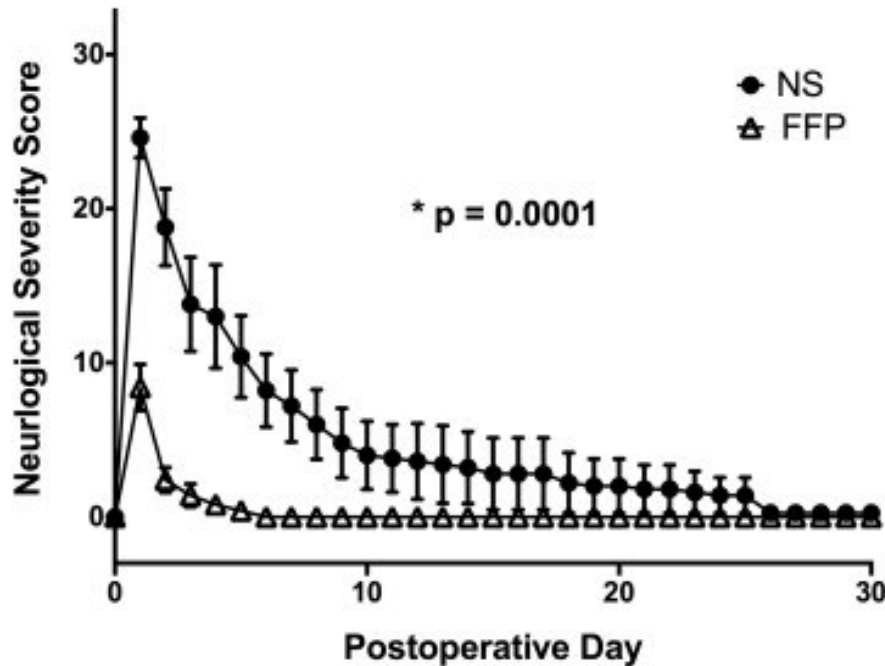 30
NS
FFP
20
* p = 0.0001
10
0
0
10
20
30
Neurlogical Severity Score
Postoperative Day